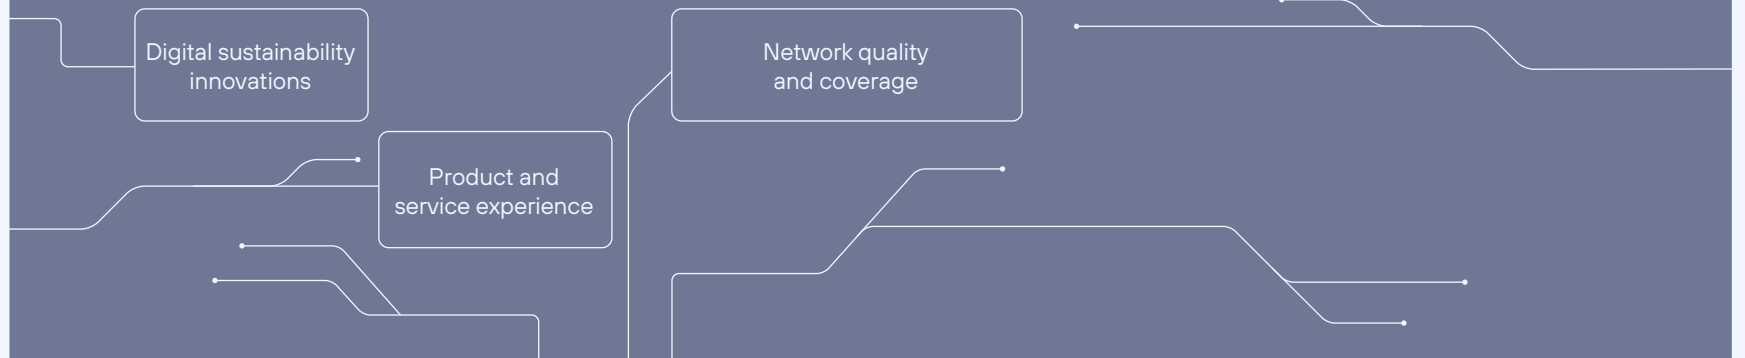 Digital sustainability
innovations
Network quality
and coverage
Product and
service experience